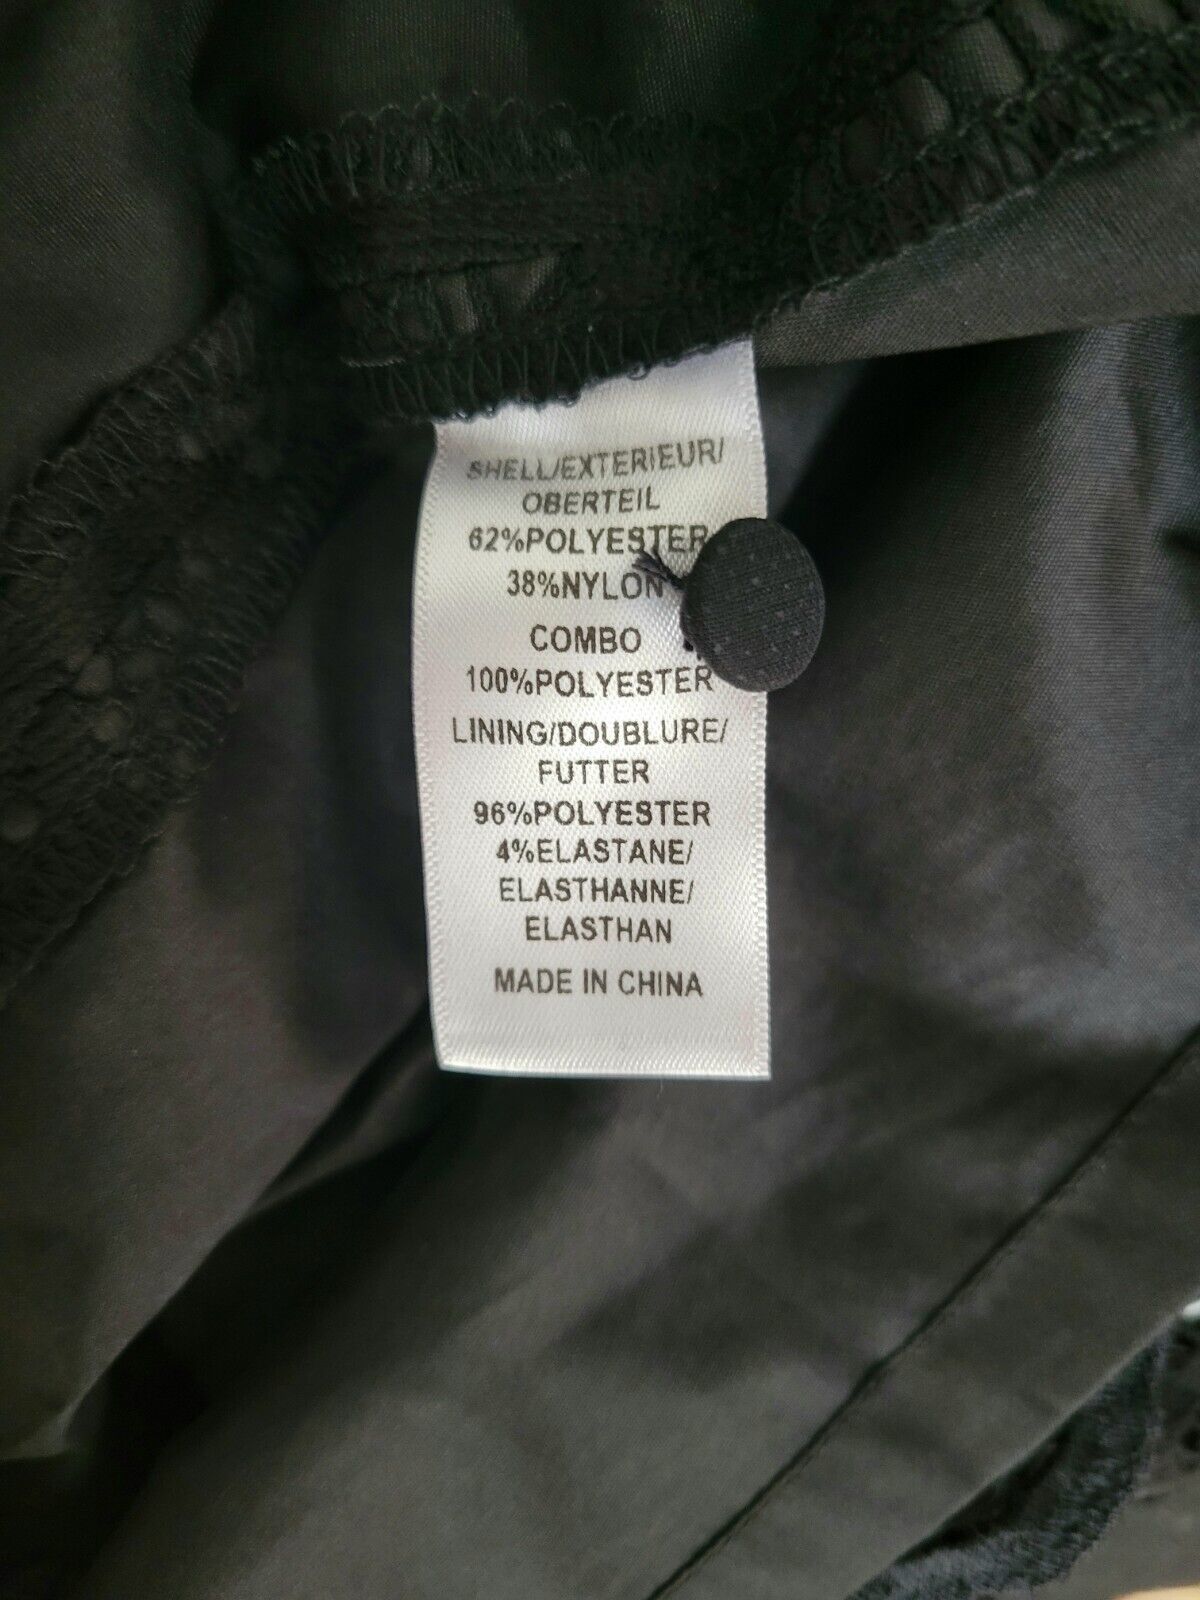 SHELL/EXTERIEUR/
OBERTEIL
62%POLYESTER
38%NYLON
COMBO
100%POLYESTER
LINING/DOUBLURE/
FUTTER
96%POLYESTER
4%ELASTANE/
ELASTHANNE/
ELASTHAN
MADE IN CHINA